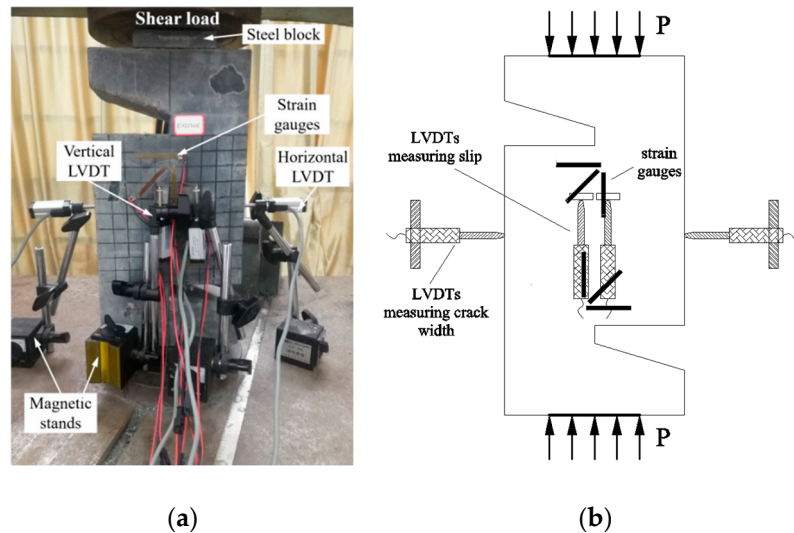 Shear load
Steel block
Strain
gauges
Vertical
LVDT
Horizontal
LVDT
Magnetic
stands
P
LVDTs
measuring slip
strain
gauges
LVDTs
measuring crack
width
P
(a)
(b)